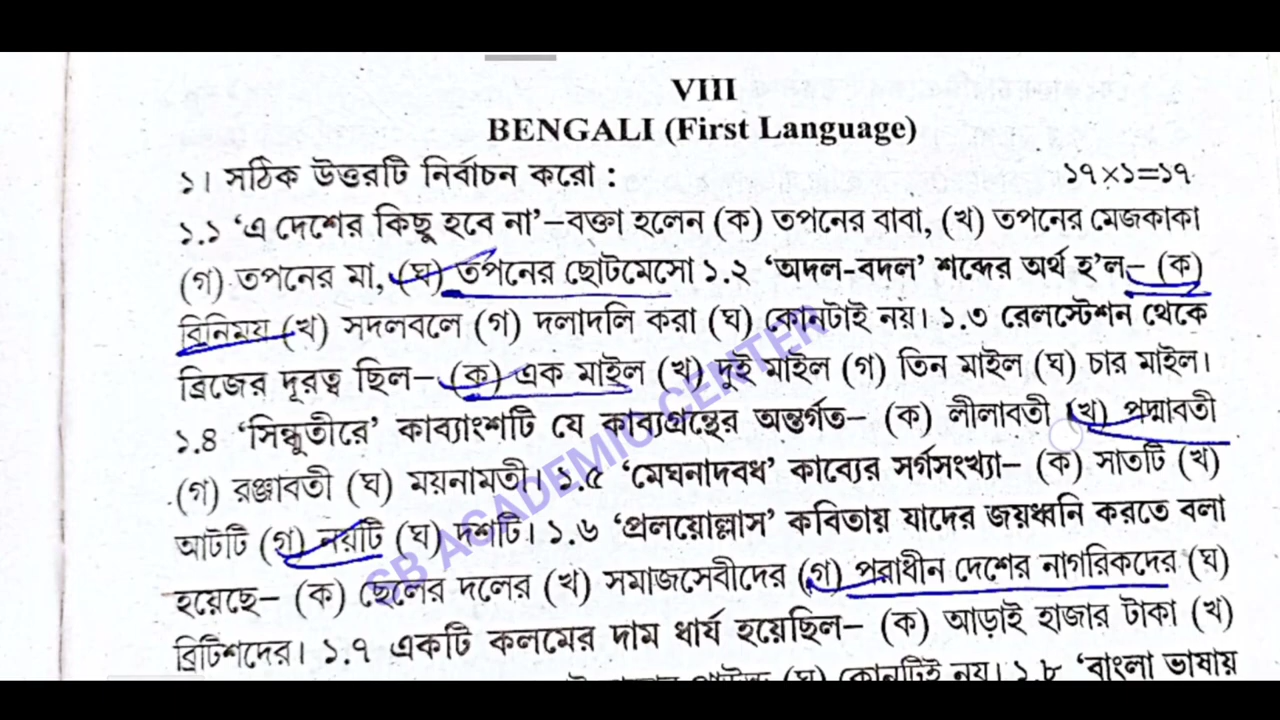 VIII
BENGALI (First Language)
১। সঠিক উত্তরটি নির্বাচন করো : ১৭×১=১৭
১.১ ‘এ দেশের কিছু হবে না’–বক্তা হলেন (ক) তপনের বাবা, (খ) তপনের মেজকাকা
(গ) তপনের মা, (ঘ) তপনের ছোটমেসো ১.২ ‘অদল-বদল’ শব্দের অর্থ হ'ল– (ক)
বিনিময় (খ) সদলবলে (গ) দলাদলি করা (ঘ) কোনটাই নয়। ১.৩ রেলস্টেশন থেকে
ব্রিজের দূরত্ব ছিল– (ক) এক মাইল (খ) দুই মাইল (গ) তিন মাইল (ঘ) চার মাইল।
১.৪ ‘সিন্ধুতীরে’ কাব্যাংশটি যে কাব্যগ্রন্থের অন্তর্গত– (ক) লীলাবতী (খ) পদ্মাবতী
(গ) রঞ্জাবতী (ঘ) ময়নামতী। ১.৫ ‘মেঘনাদবধ’ কাব্যের সর্গসংখ্যা– (ক) সাতটি (খ)
আটটি (গ) নয়টি (ঘ) দশটি। ১.৬ ‘প্রলয়োল্লাস’ কবিতায় যাদের জয়ধ্বনি করতে বলা
হয়েছে– (ক) ছেলের দলের (খ) সমাজসেবীদের (গ) পরাধীন দেশের নাগরিকদের (ঘ)
ব্রিটিশদের। ১.৭ একটি কলমের দাম ধার্য হয়েছিল– (ক) আড়াই হাজার টাকা (খ)
(ঘ) কোনটিই নয়। ১.৮ ‘বাংলা ভাষায়
SB ACADEMIC CENTER